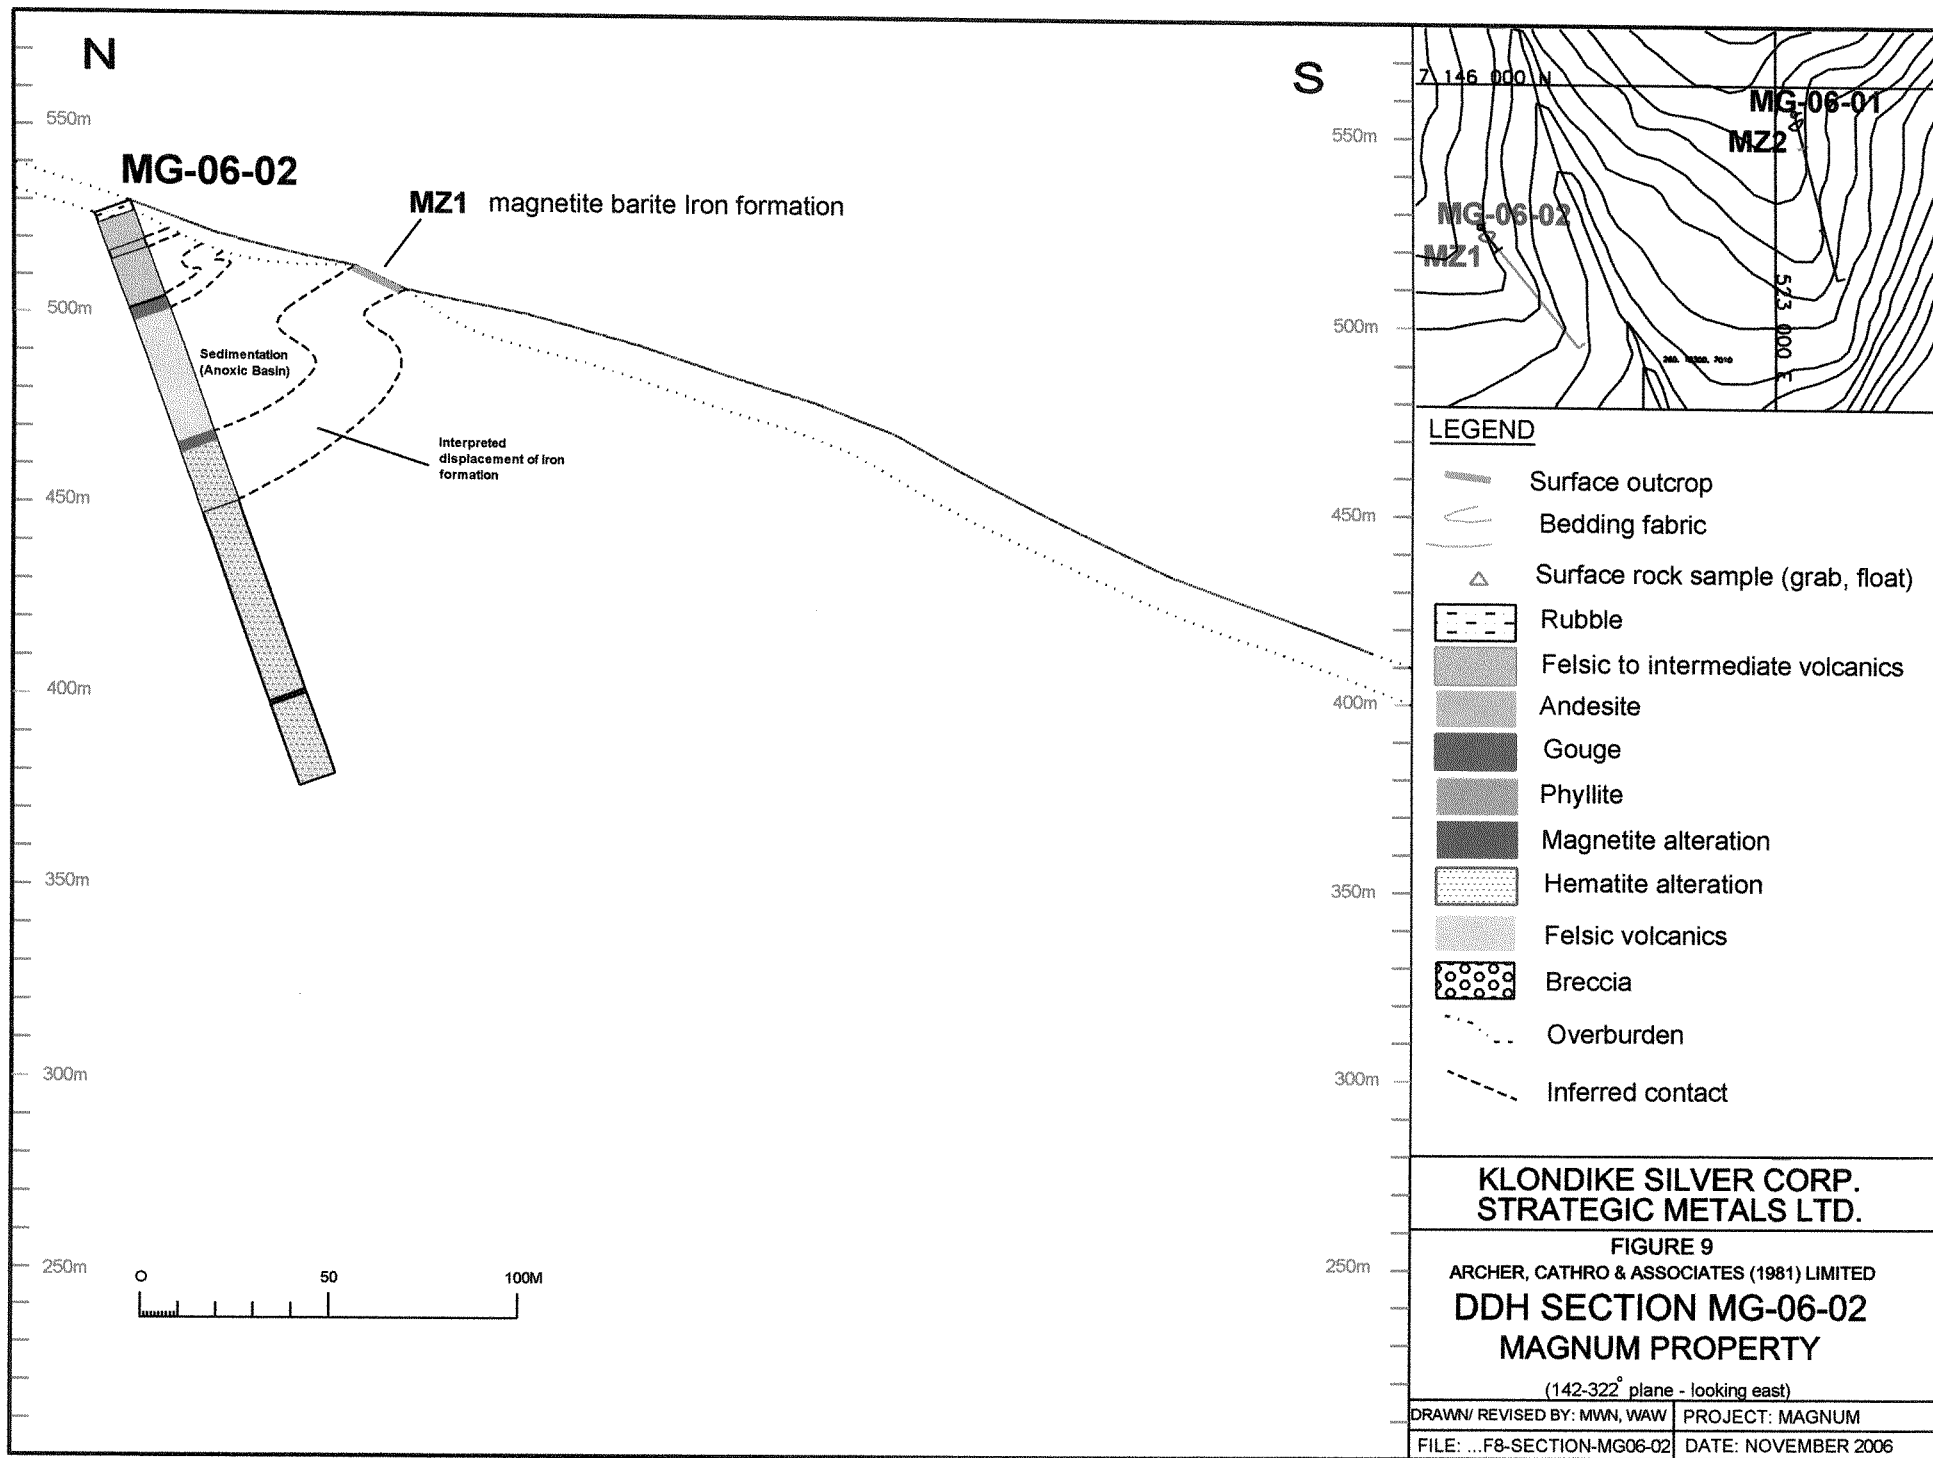 N
S
550m
MG-06-02
MZ1 magnetite barite Iron formation
500m
Sedimentation
(Anoxic Basin)
Interpreted
displacement of iron
formation
450m
400m
350m
300m
250m
O 50 100M
550m
500m
450m
400m
350m
300m
250m
7 146 000 N
MG-06-01
MZ2
MG-06-02
MZ1
523 000 E
LEGEND
Surface outcrop
Bedding fabric
Surface rock sample (grab, float)
Rubble
Felsic to intermediate volcanics
Andesite
Gouge
Phyllite
Magnetite alteration
Hematite alteration
Felsic volcanics
Breccia
Overburden
Inferred contact
KLONDIKE SILVER CORP.
STRATEGIC METALS LTD.
FIGURE 9
ARCHER, CATHRO & ASSOCIATES (1981) LIMITED
DDH SECTION MG-06-02
MAGNUM PROPERTY
(142-322° plane - looking east)
DRAWN/ REVISED BY: MWN, WAW PROJECT: MAGNUM
FILE: ...F8-SECTION-MG06-02 DATE: NOVEMBER 2006